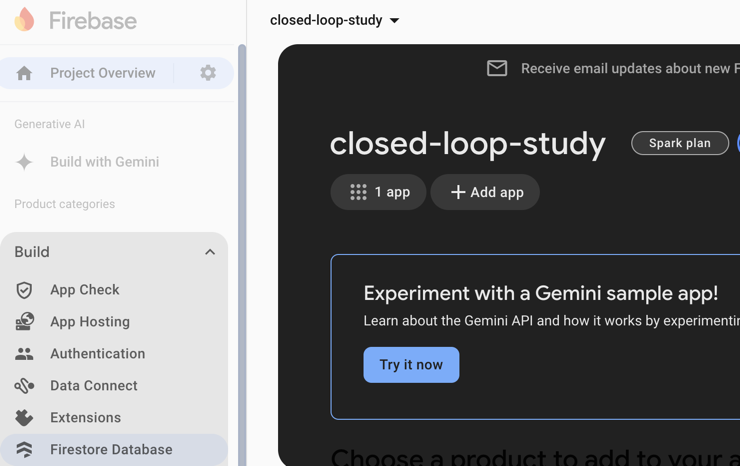 Firebase
closed-loop-study
Project Overview
Receive email updates about new F
Generative AI
closed-loop-study
Spark plan
Build with Gemini
1 app
Add app
Product categories
Build
App Check
App Hosting
Authentication
Data Connect
Extensions
Firestore Database
Experiment with a Gemini sample app!
Learn about the Gemini API and how it works by experimentin
Try it now
Choose a product to add to your a